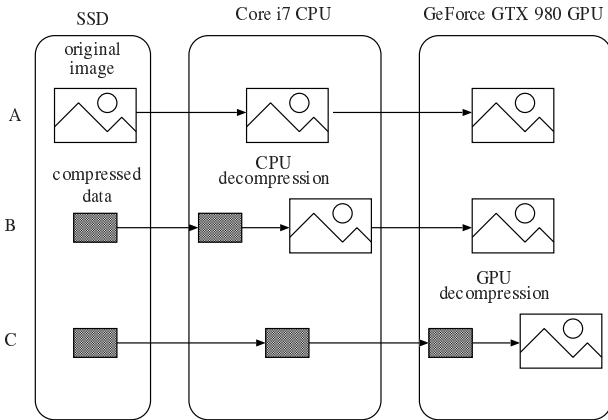 SSD
Core i7 CPU
GeForce GTX 980 GPU
original
image
A
compressed
data
CPU
decompression
B
GPU
decompression
C